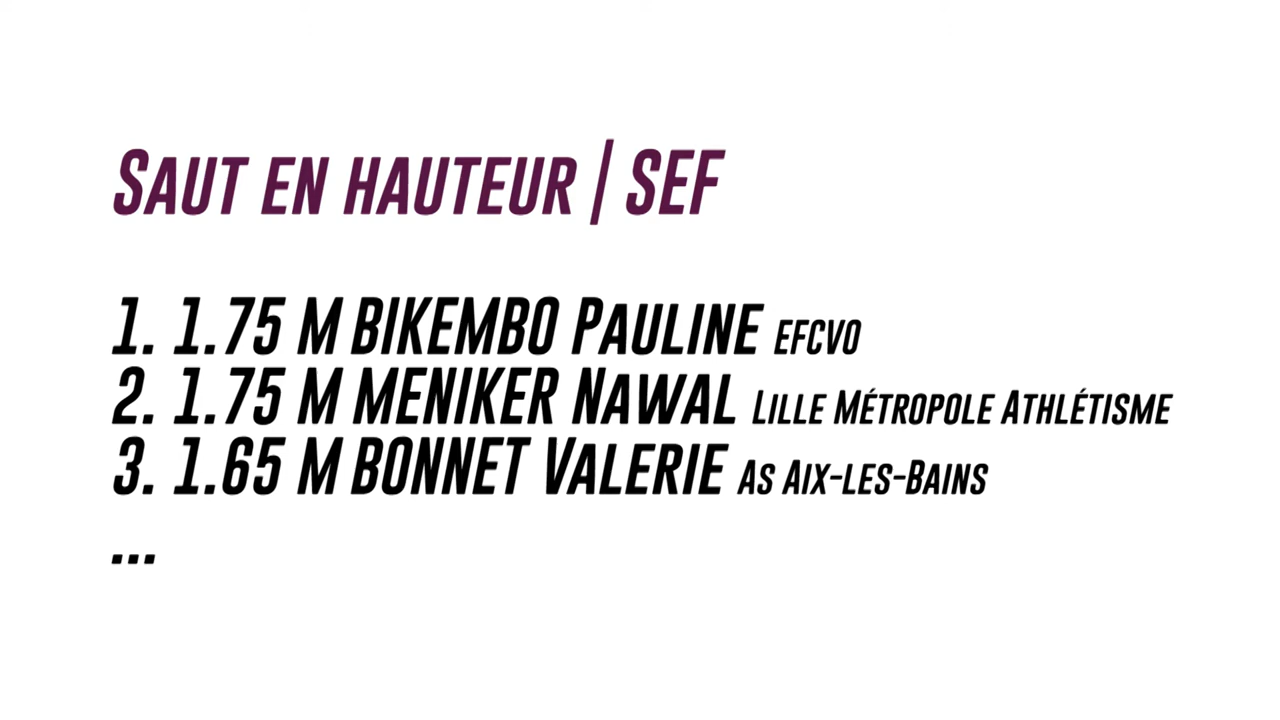 Saut en hauteur | SEF
1. 1.75 m BIKEMBO Pauline EFCVO
2. 1.75 m MENIKER Nawal Lille Métropole Athlétisme
3. 1.65 m BONNET Valerie As Aix-les-Bains
...